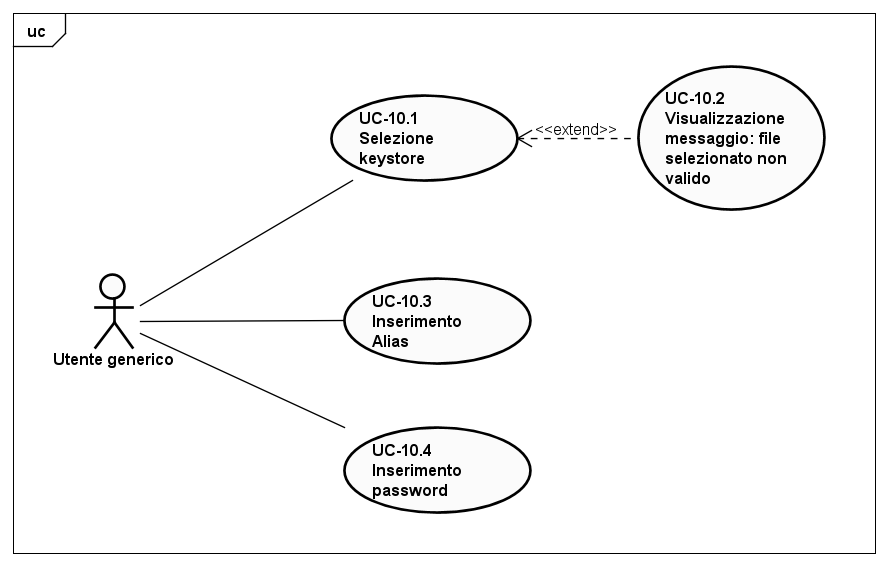 uc
UC-10.1
Selezione
keystore
<<extend>>
UC-10.2
Visualizzazione
messaggio: file
selezionato non
valido
Utente generico
UC-10.3
Inserimento
Alias
UC-10.4
Inserimento
password